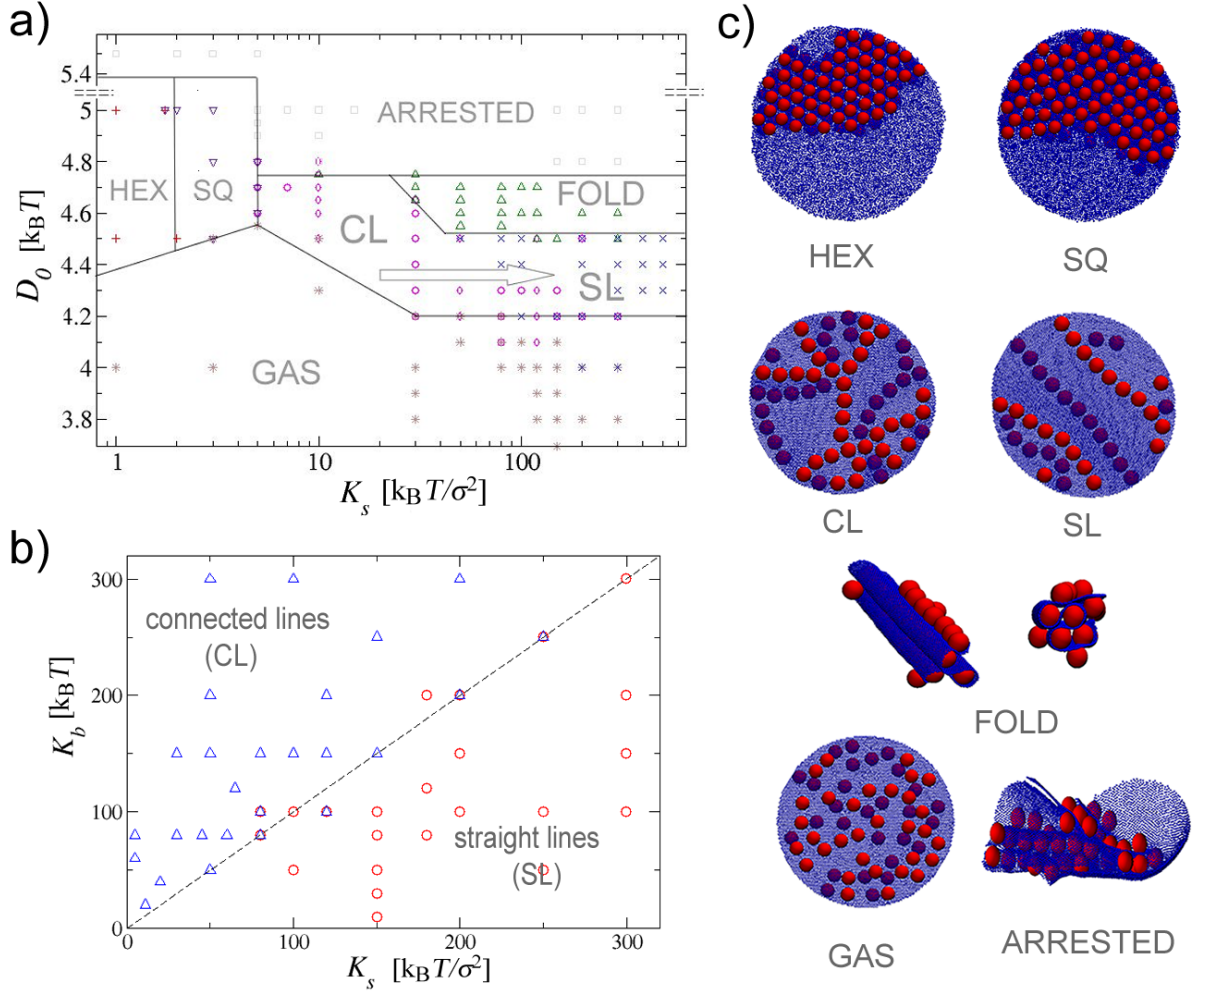 a)
5.4
5
4.8
4.6
4.4
4.2
4
3.8
D0 [kBT]
1
10
100
Ks [kBT/σ2]
ARRESTED
HEX
SQ
FOLD
CL
SL
GAS
b)
300
200
100
0
Kb [kBT]
0
100
200
300
Ks [kBT/σ2]
connected lines
(CL)
straight lines
(SL)
c)
HEX
SQ
CL
SL
FOLD
GAS
ARRESTED